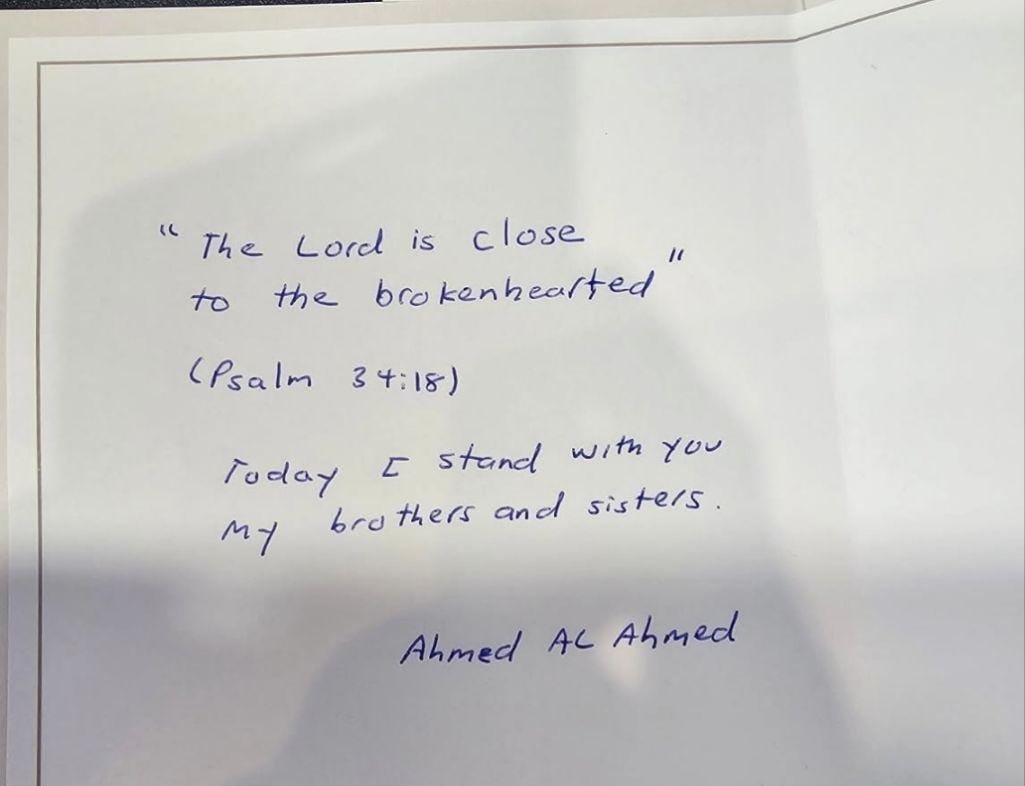 "The Lord is close
to the brokenhearted"
(Psalm 34:18)
Today I stand with you
my brothers and sisters.
Ahmed AL Ahmed